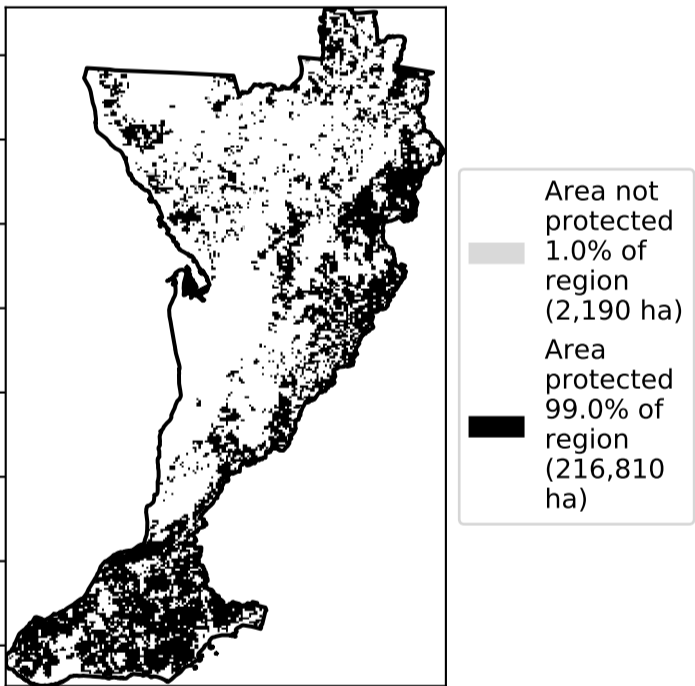 Area not
protected
1.0% of
region
(2,190 ha)
Area
protected
99.0% of
region
(216,810
ha)